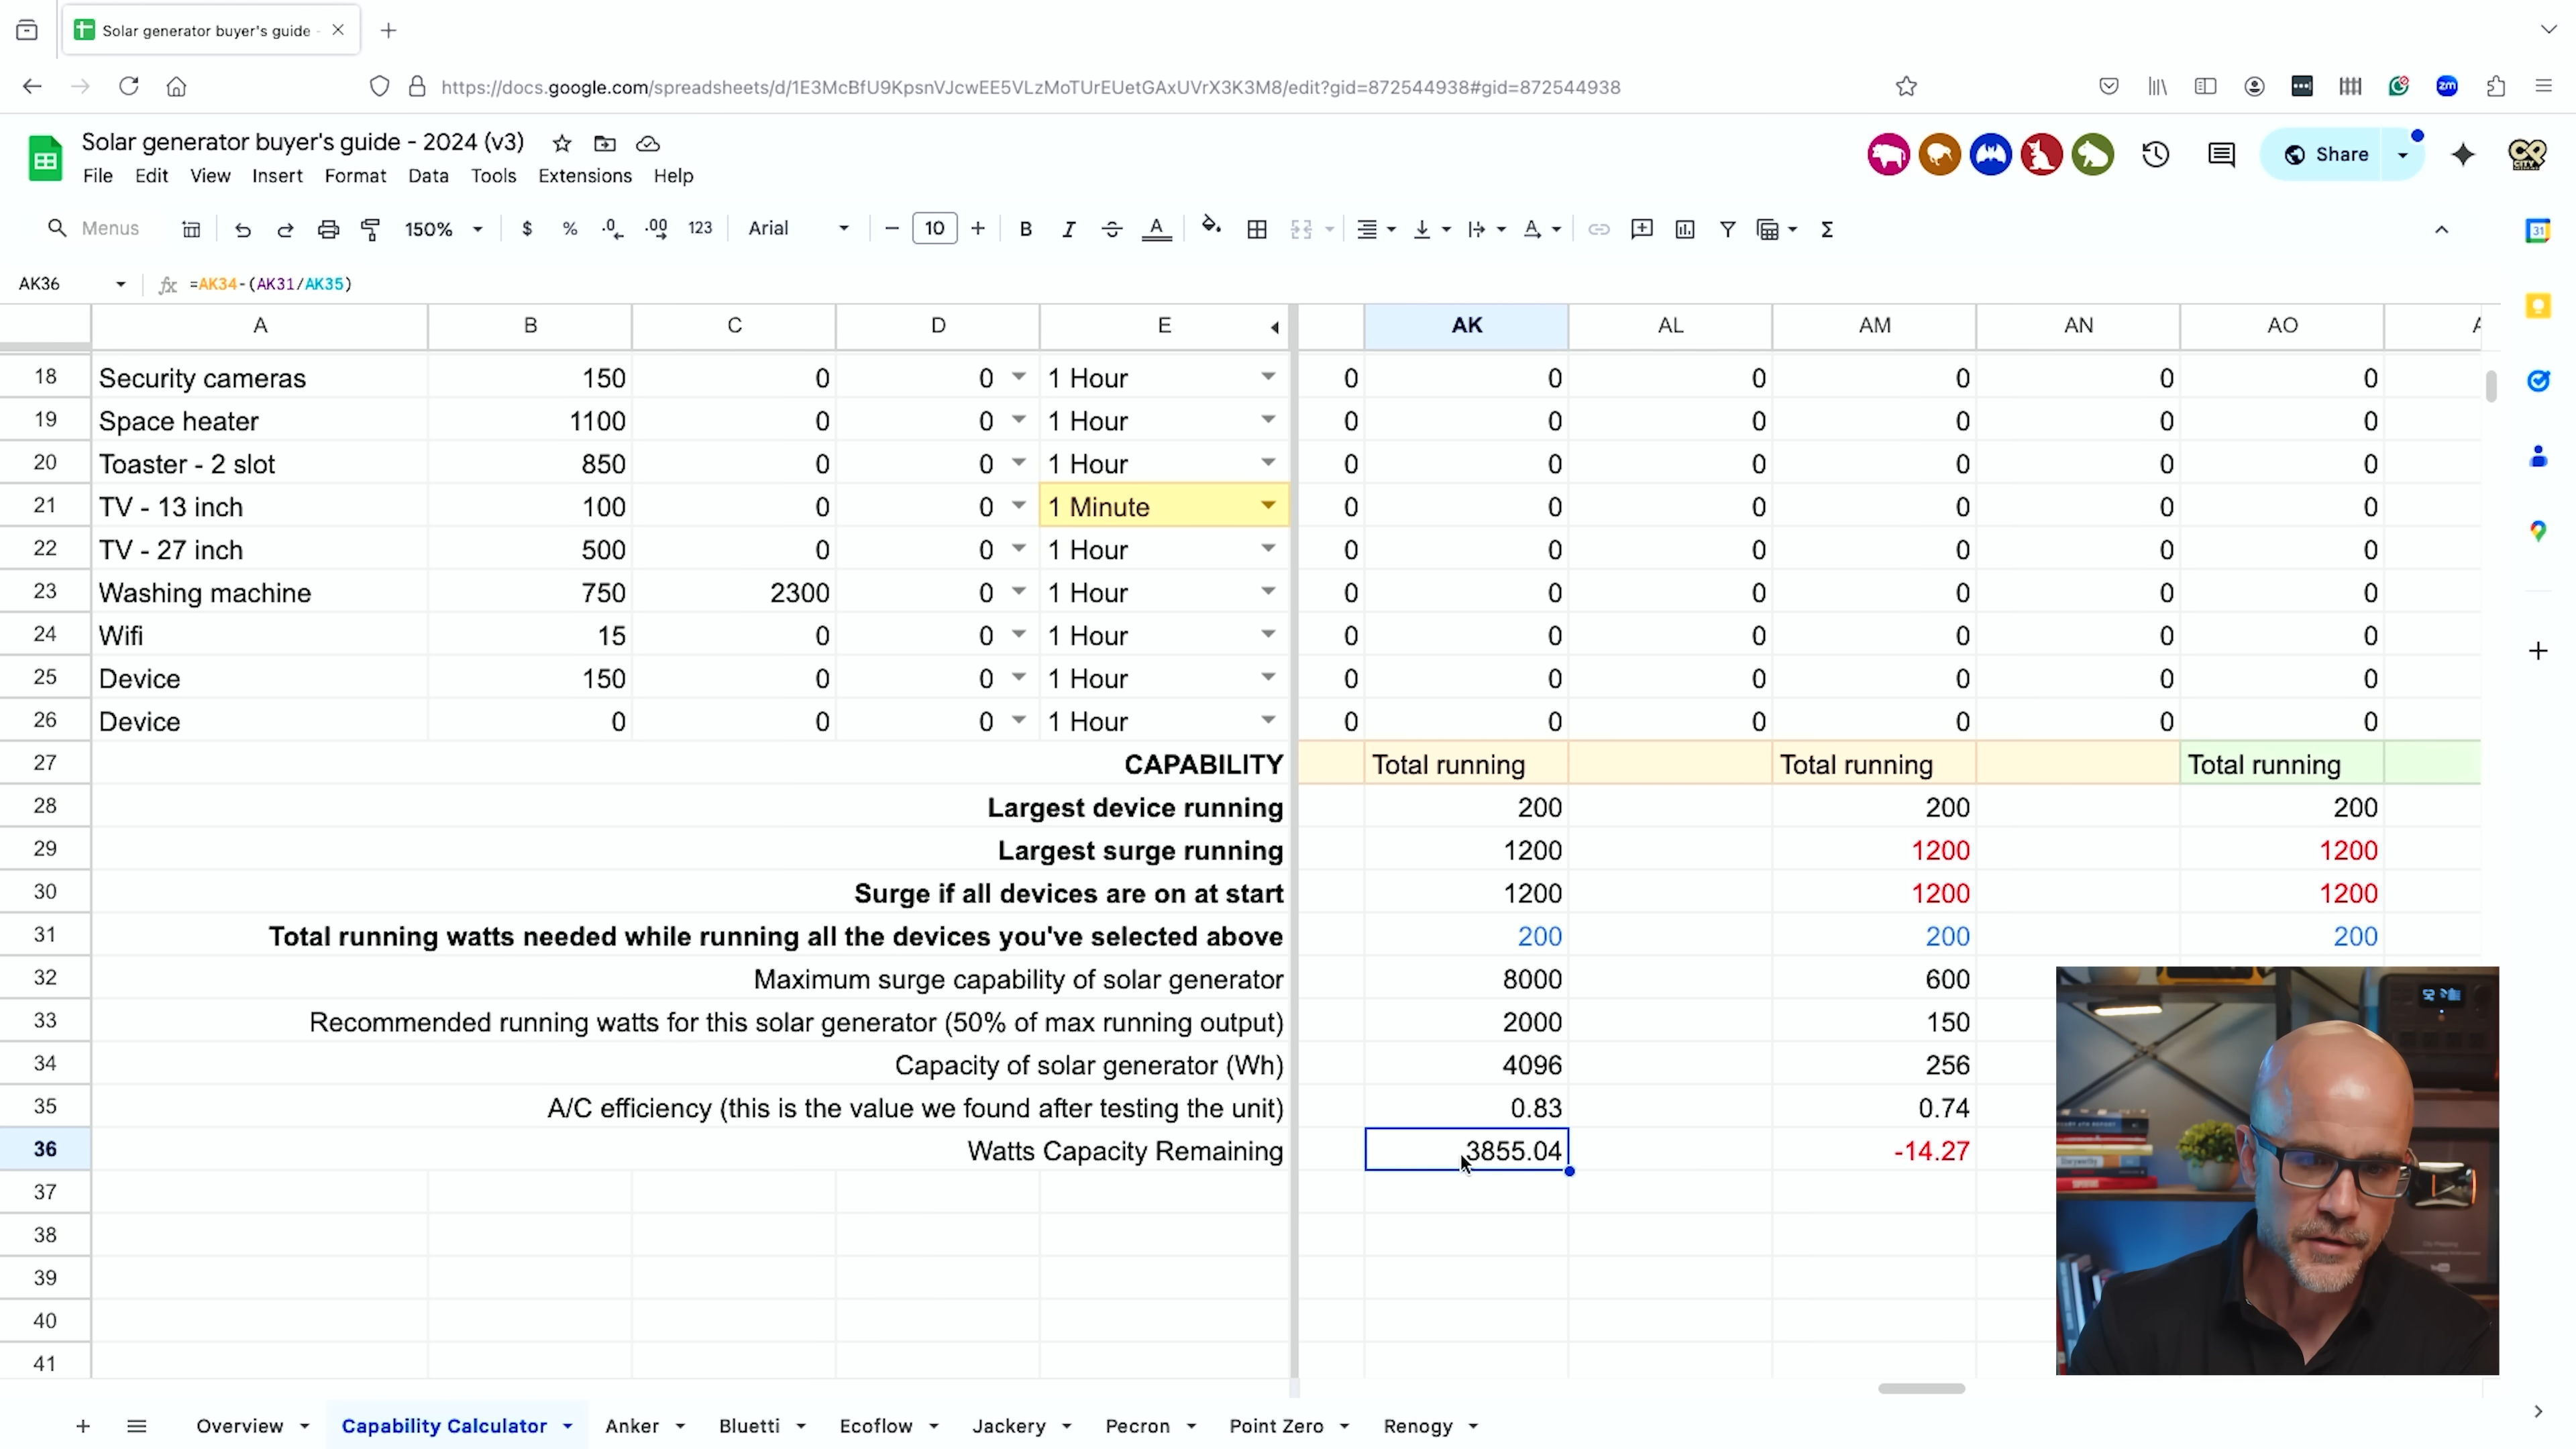 Solar generator buyer's guide -
https://docs.google.com/spreadsheets/d/1E3McBfU9KpsnVJcwEE5VLzMoTUrEUetGAxUVrX3K3M8/edit?gid=872544938#gid=872544938
zm
Solar generator buyer's guide - 2024 (v3)
Share
File Edit View Insert Format Data Tools Extensions Help
Menus 150% $ % .0 .00 123 Arial 10 B I A A Σ
31
AK36 fx =AK34-(AK31/AK35)
A B C D E AK AL AM AN AO
18 Security cameras 150 0 0 1 Hour 0 0 0 0 0 0
19 Space heater 1100 0 0 1 Hour 0 0 0 0 0 0
20 Toaster - 2 slot 850 0 0 1 Hour 0 0 0 0 0 0
21 TV - 13 inch 100 0 0 1 Minute 0 0 0 0 0 0
22 TV - 27 inch 500 0 0 1 Hour 0 0 0 0 0 0
23 Washing machine 750 2300 0 1 Hour 0 0 0 0 0 0
24 Wifi 15 0 0 1 Hour 0 0 0 0 0 0
25 Device 150 0 0 1 Hour 0 0 0 0 0 0
26 Device 0 0 0 1 Hour 0 0 0 0 0 0
27 CAPABILITY Total running Total running Total running
28 Largest device running 200 200 200
29 Largest surge running 1200 1200 1200
30 Surge if all devices are on at start 1200 1200 1200
31 Total running watts needed while running all the devices you've selected above 200 200 200
32 Maximum surge capability of solar generator 8000 600
33 Recommended running watts for this solar generator (50% of max running output) 2000 150
34 Capacity of solar generator (Wh) 4096 256
35 A/C efficiency (this is the value we found after testing the unit) 0.83 0.74
36 Watts Capacity Remaining 3855.04 -14.27
37
38
39
40
41
Overview Capability Calculator Anker Bluetti Ecoflow Jackery Pecron Point Zero Renogy